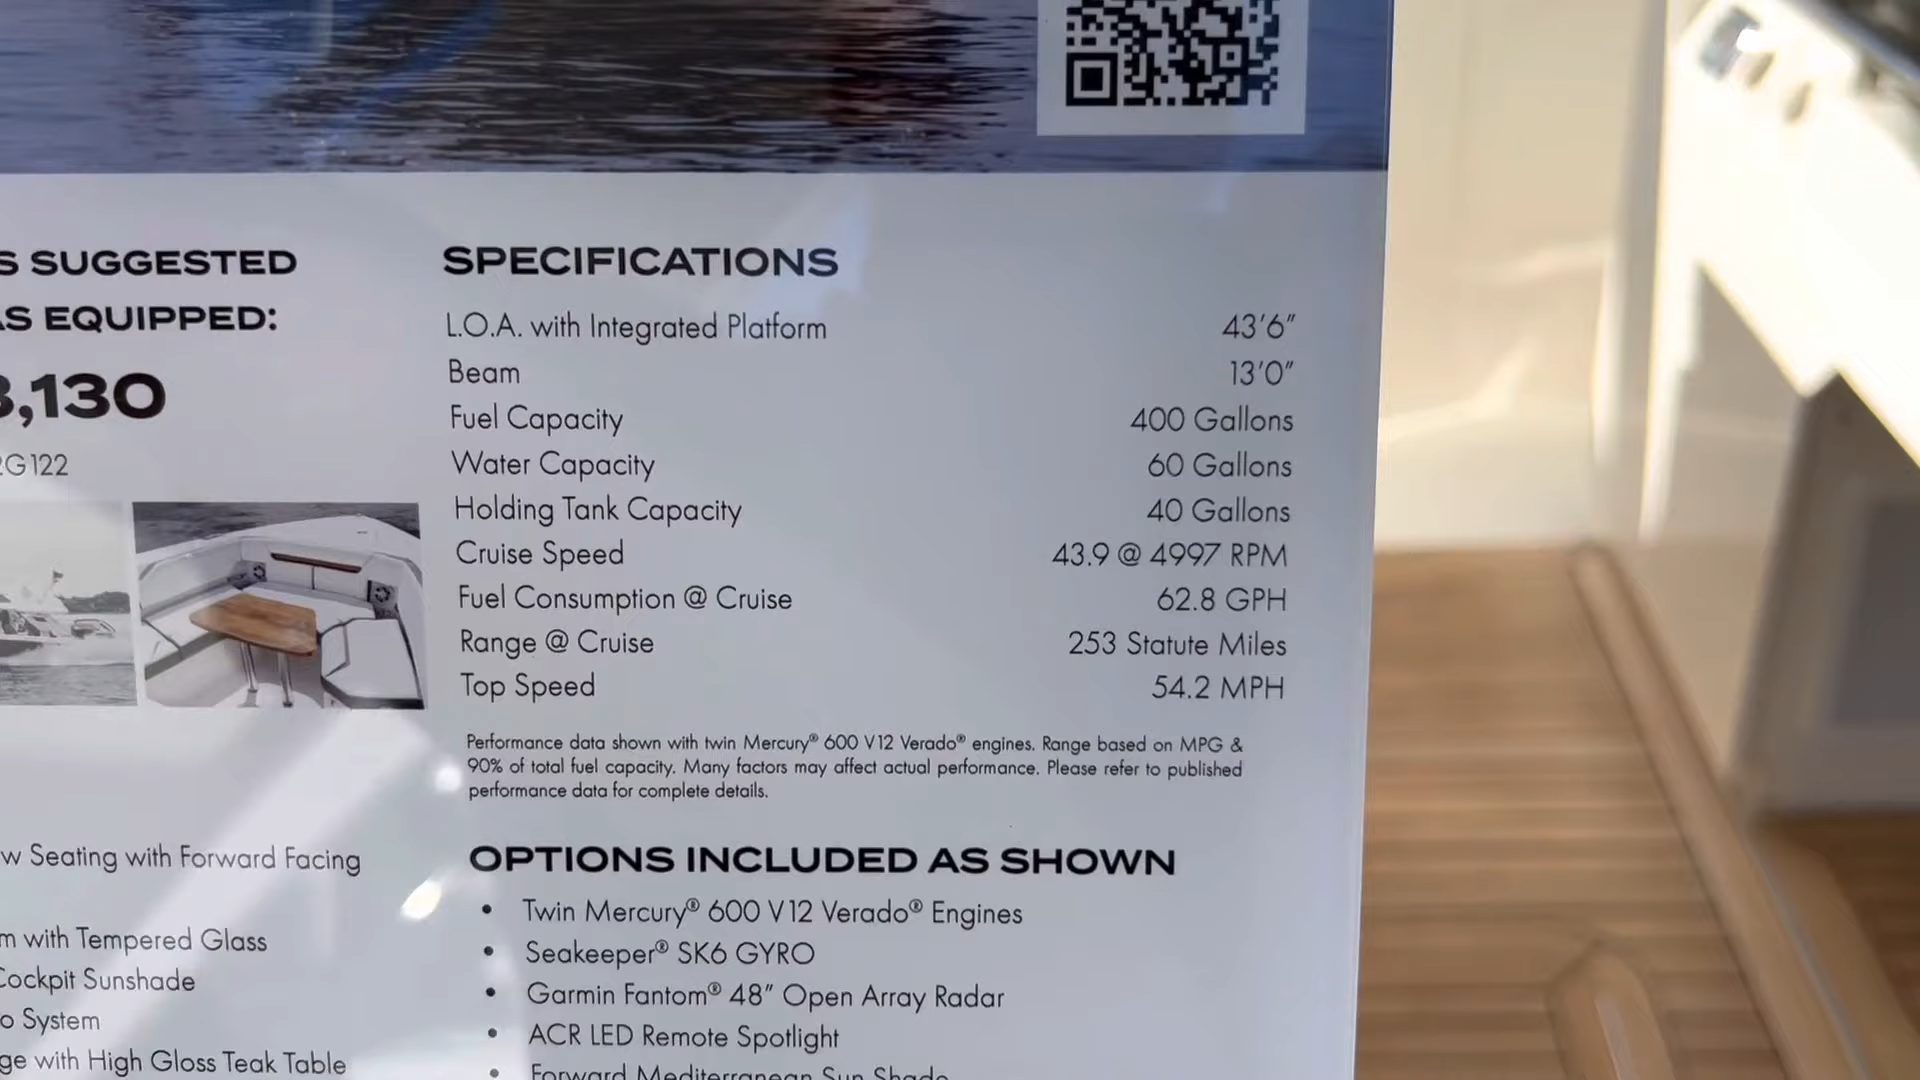 S SUGGESTED
AS EQUIPPED:
3,130
2G122
SPECIFICATIONS
L.O.A. with Integrated Platform 43'6"
Beam 13'0"
Fuel Capacity 400 Gallons
Water Capacity 60 Gallons
Holding Tank Capacity 40 Gallons
Cruise Speed 43.9 @ 4997 RPM
Fuel Consumption @ Cruise 62.8 GPH
Range @ Cruise 253 Statute Miles
Top Speed 54.2 MPH
Performance data shown with twin Mercury® 600 V12 Verado® engines. Range based on MPG &
90% of total fuel capacity. Many factors may affect actual performance. Please refer to published
performance data for complete details.
w Seating with Forward Facing
m with Tempered Glass
Cockpit Sunshade
o System
ge with High Gloss Teak Table
OPTIONS INCLUDED AS SHOWN
• Twin Mercury® 600 V12 Verado® Engines
• Seakeeper® SK6 GYRO
• Garmin Fantom® 48" Open Array Radar
• ACR LED Remote Spotlight
• Forward Mediterranean Sun Shade